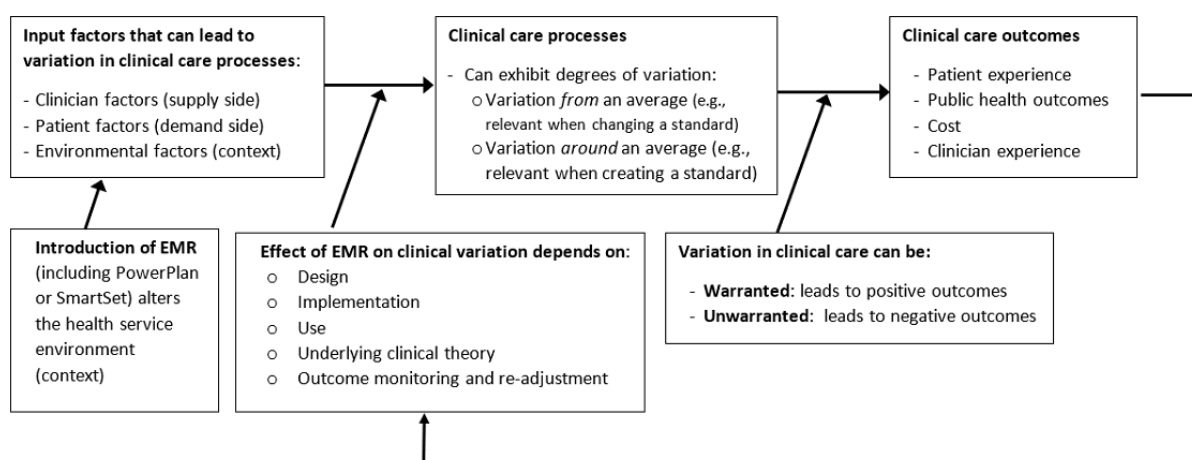 Input factors that can lead to
variation in clinical care processes:
- Clinician factors (supply side)
- Patient factors (demand side)
- Environmental factors (context)
Clinical care processes
- Can exhibit degrees of variation:
o Variation from an average (e.g.,
relevant when changing a standard)
o Variation around an average (e.g.,
relevant when creating a standard)
Clinical care outcomes
- Patient experience
- Public health outcomes
- Cost
- Clinician experience
Introduction of EMR
(including PowerPlan
or SmartSet) alters
the health service
environment
(context)
Effect of EMR on clinical variation depends on:
o Design
o Implementation
o Use
o Underlying clinical theory
o Outcome monitoring and re-adjustment
Variation in clinical care can be:
- Warranted: leads to positive outcomes
- Unwarranted: leads to negative outcomes